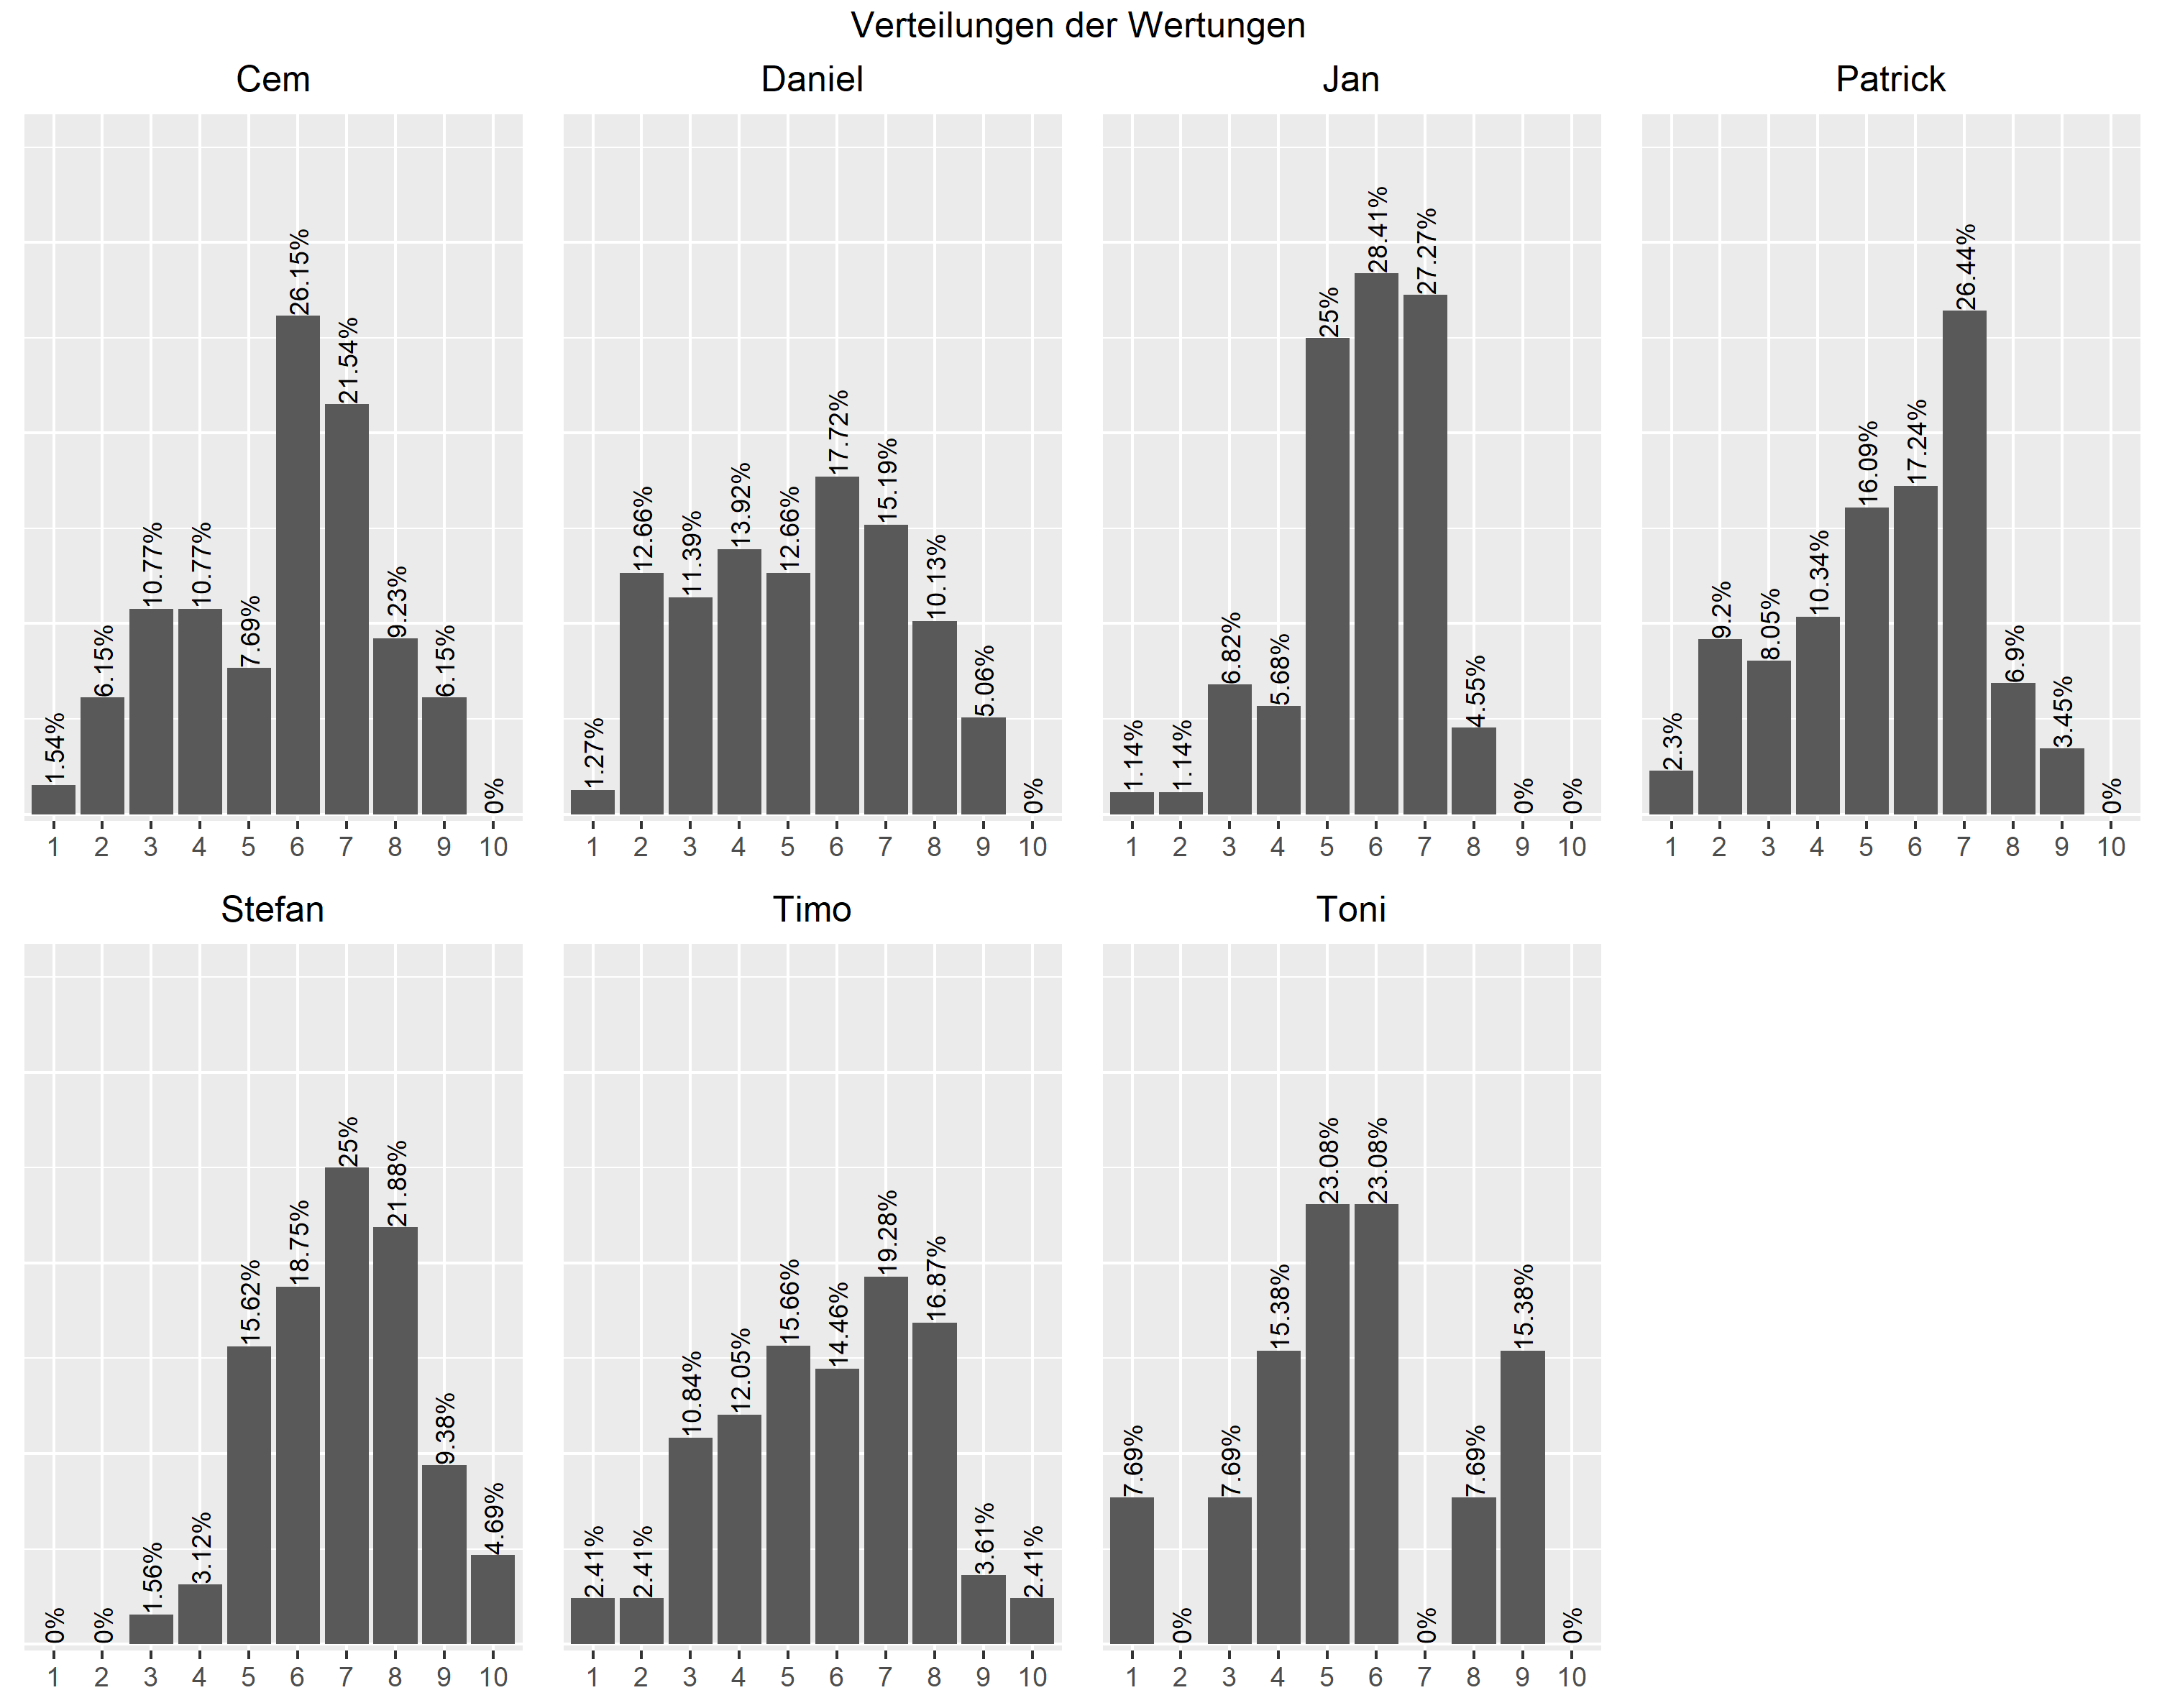 Verteilungen der Wertungen
Cem
1.54% 6.15% 10.77% 10.77% 7.69% 26.15% 21.54% 9.23% 6.15% 0%
1 2 3 4 5 6 7 8 9 10
Daniel
1.27% 12.66% 11.39% 13.92% 12.66% 17.72% 15.19% 10.13% 5.06% 0%
1 2 3 4 5 6 7 8 9 10
Jan
1.14% 1.14% 6.82% 5.68% 25% 28.41% 27.27% 4.55% 0% 0%
1 2 3 4 5 6 7 8 9 10
Patrick
2.3% 9.2% 8.05% 10.34% 16.09% 17.24% 26.44% 6.9% 3.45% 0%
1 2 3 4 5 6 7 8 9 10
Stefan
0% 0% 1.56% 3.12% 15.62% 18.75% 25% 21.88% 9.38% 4.69%
1 2 3 4 5 6 7 8 9 10
Timo
2.41% 2.41% 10.84% 12.05% 15.66% 14.46% 19.28% 16.87% 3.61% 2.41%
1 2 3 4 5 6 7 8 9 10
Toni
7.69% 0% 7.69% 15.38% 23.08% 23.08% 0% 7.69% 15.38% 0%
1 2 3 4 5 6 7 8 9 10